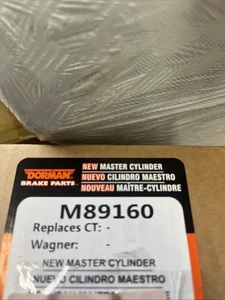 DORMAN
BRAKE PARTS
NEW MASTER CYLINDER
NUEVO CILINDRO MAESTRO
NOUVEAU MAÎTRE-CYLINDRE
M89160
Replaces CT: -
Wagner: -
NEW MASTER CYLINDER
NUEVO CILINDRO MAESTRO